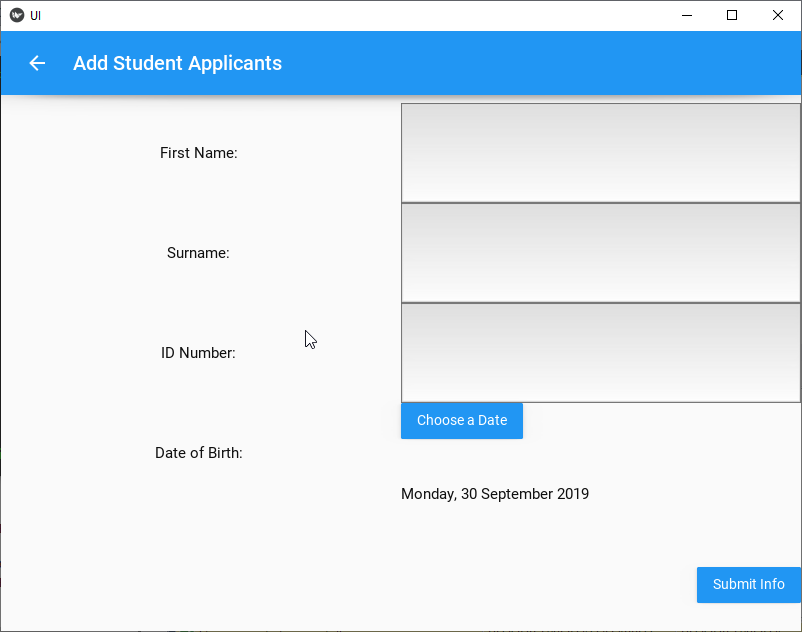 UI
Add Student Applicants
First Name:
Surname:
ID Number:
Choose a Date
Date of Birth:
Monday, 30 September 2019
Submit Info